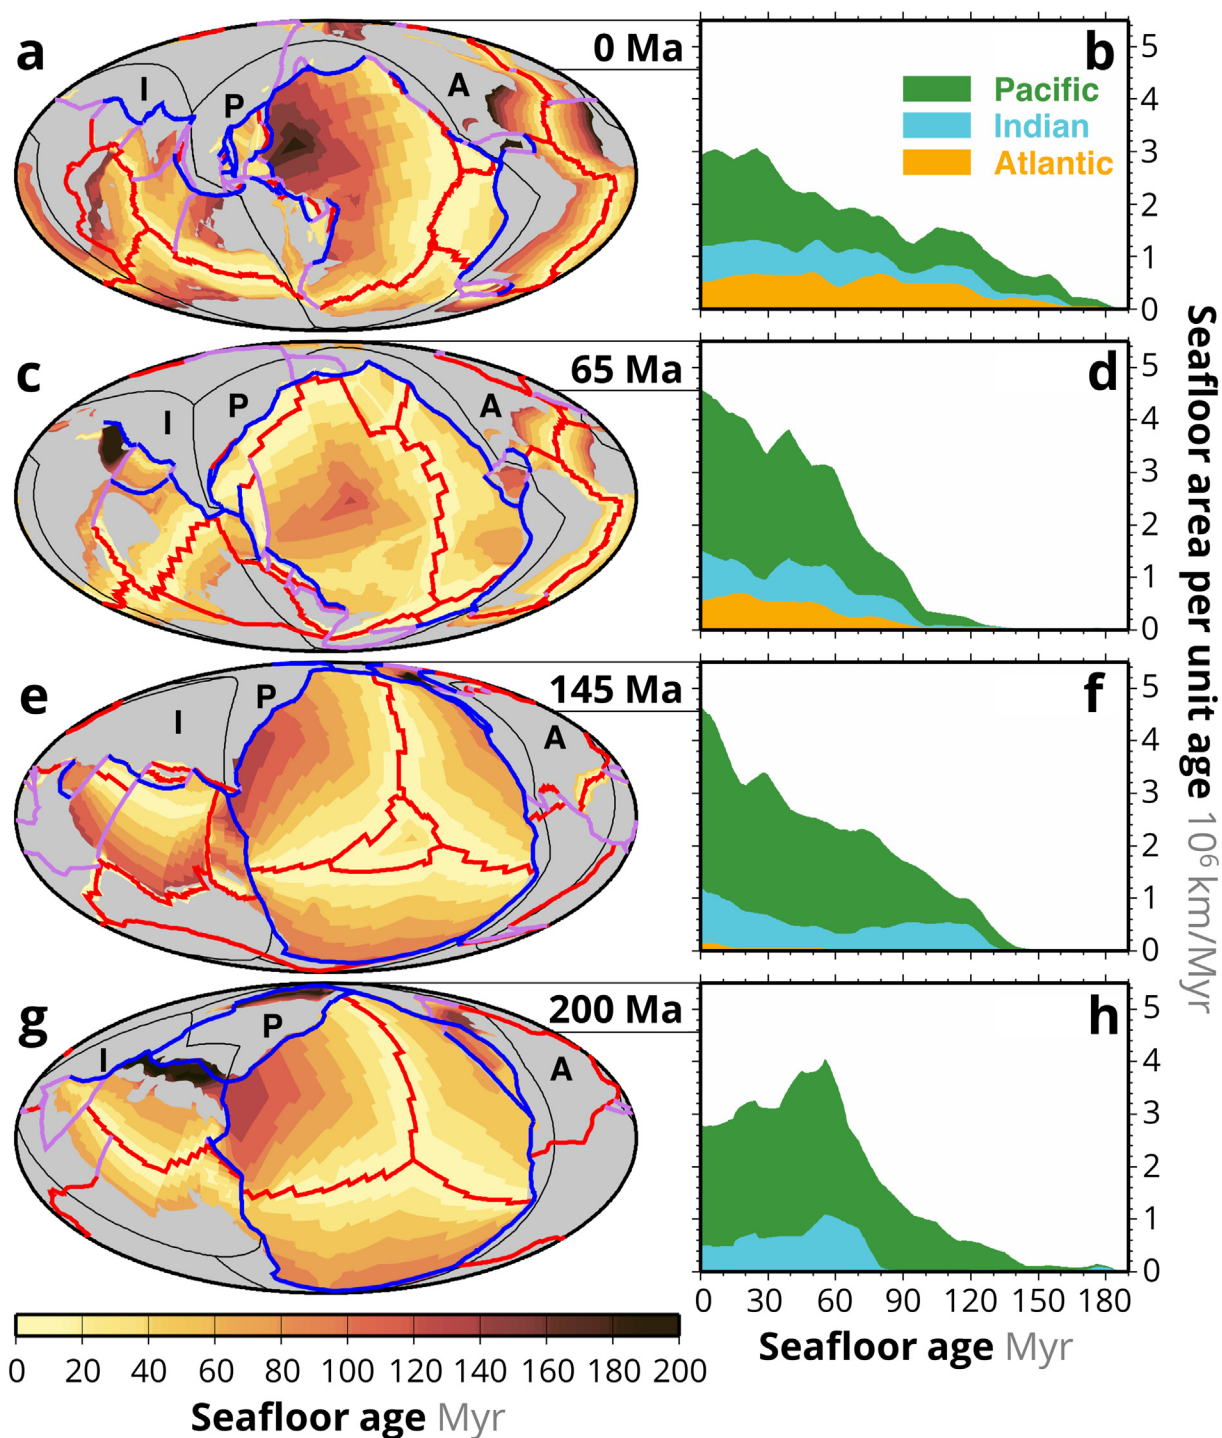 a
0 Ma
b
I
P
A
Pacific
Indian
Atlantic
5
4
3
2
1
0
c
65 Ma
d
I
P
A
5
4
3
2
1
0
e
145 Ma
f
I
P
A
5
4
3
2
1
0
g
200 Ma
h
I
P
A
5
4
3
2
1
0
Seafloor area per unit age 10⁶ km/Myr
0 30 60 90 120 150 180
Seafloor age Myr
0 20 40 60 80 100 120 140 160 180 200
Seafloor age Myr